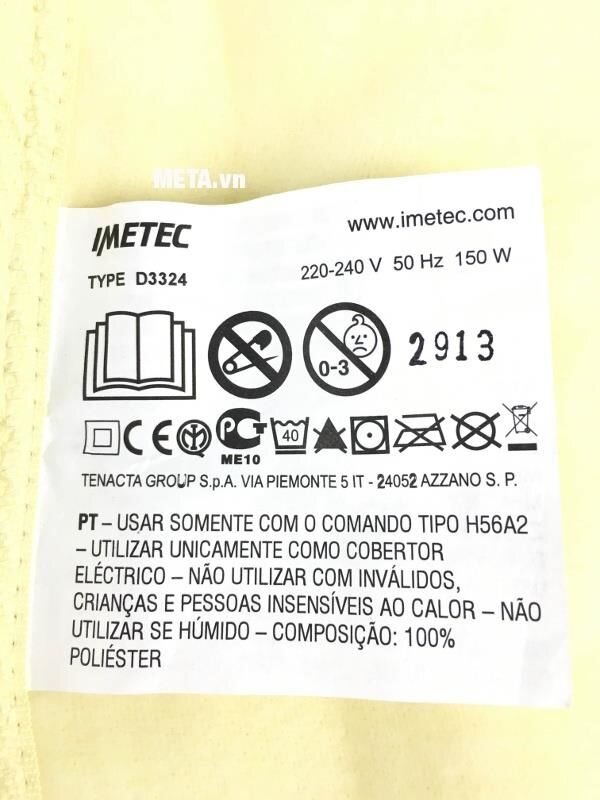 META.vn
IMETEC
www.imetec.com
TYPE D3324
220-240 V 50 Hz 150 W
0-3
2913
CE
PCT
ME10
40
TENACTA GROUP S.p.A. VIA PIEMONTE 5 IT - 24052 AZZANO S. P.
PT – USAR SOMENTE COM O COMANDO TIPO H56A2
– UTILIZAR UNICAMENTE COMO COBERTOR
ELÉCTRICO – NÃO UTILIZAR COM INVÁLIDOS,
CRIANÇAS E PESSOAS INSENSÍVEIS AO CALOR – NÃO
UTILIZAR SE HÚMIDO – COMPOSIÇÃO: 100%
POLIÉSTER